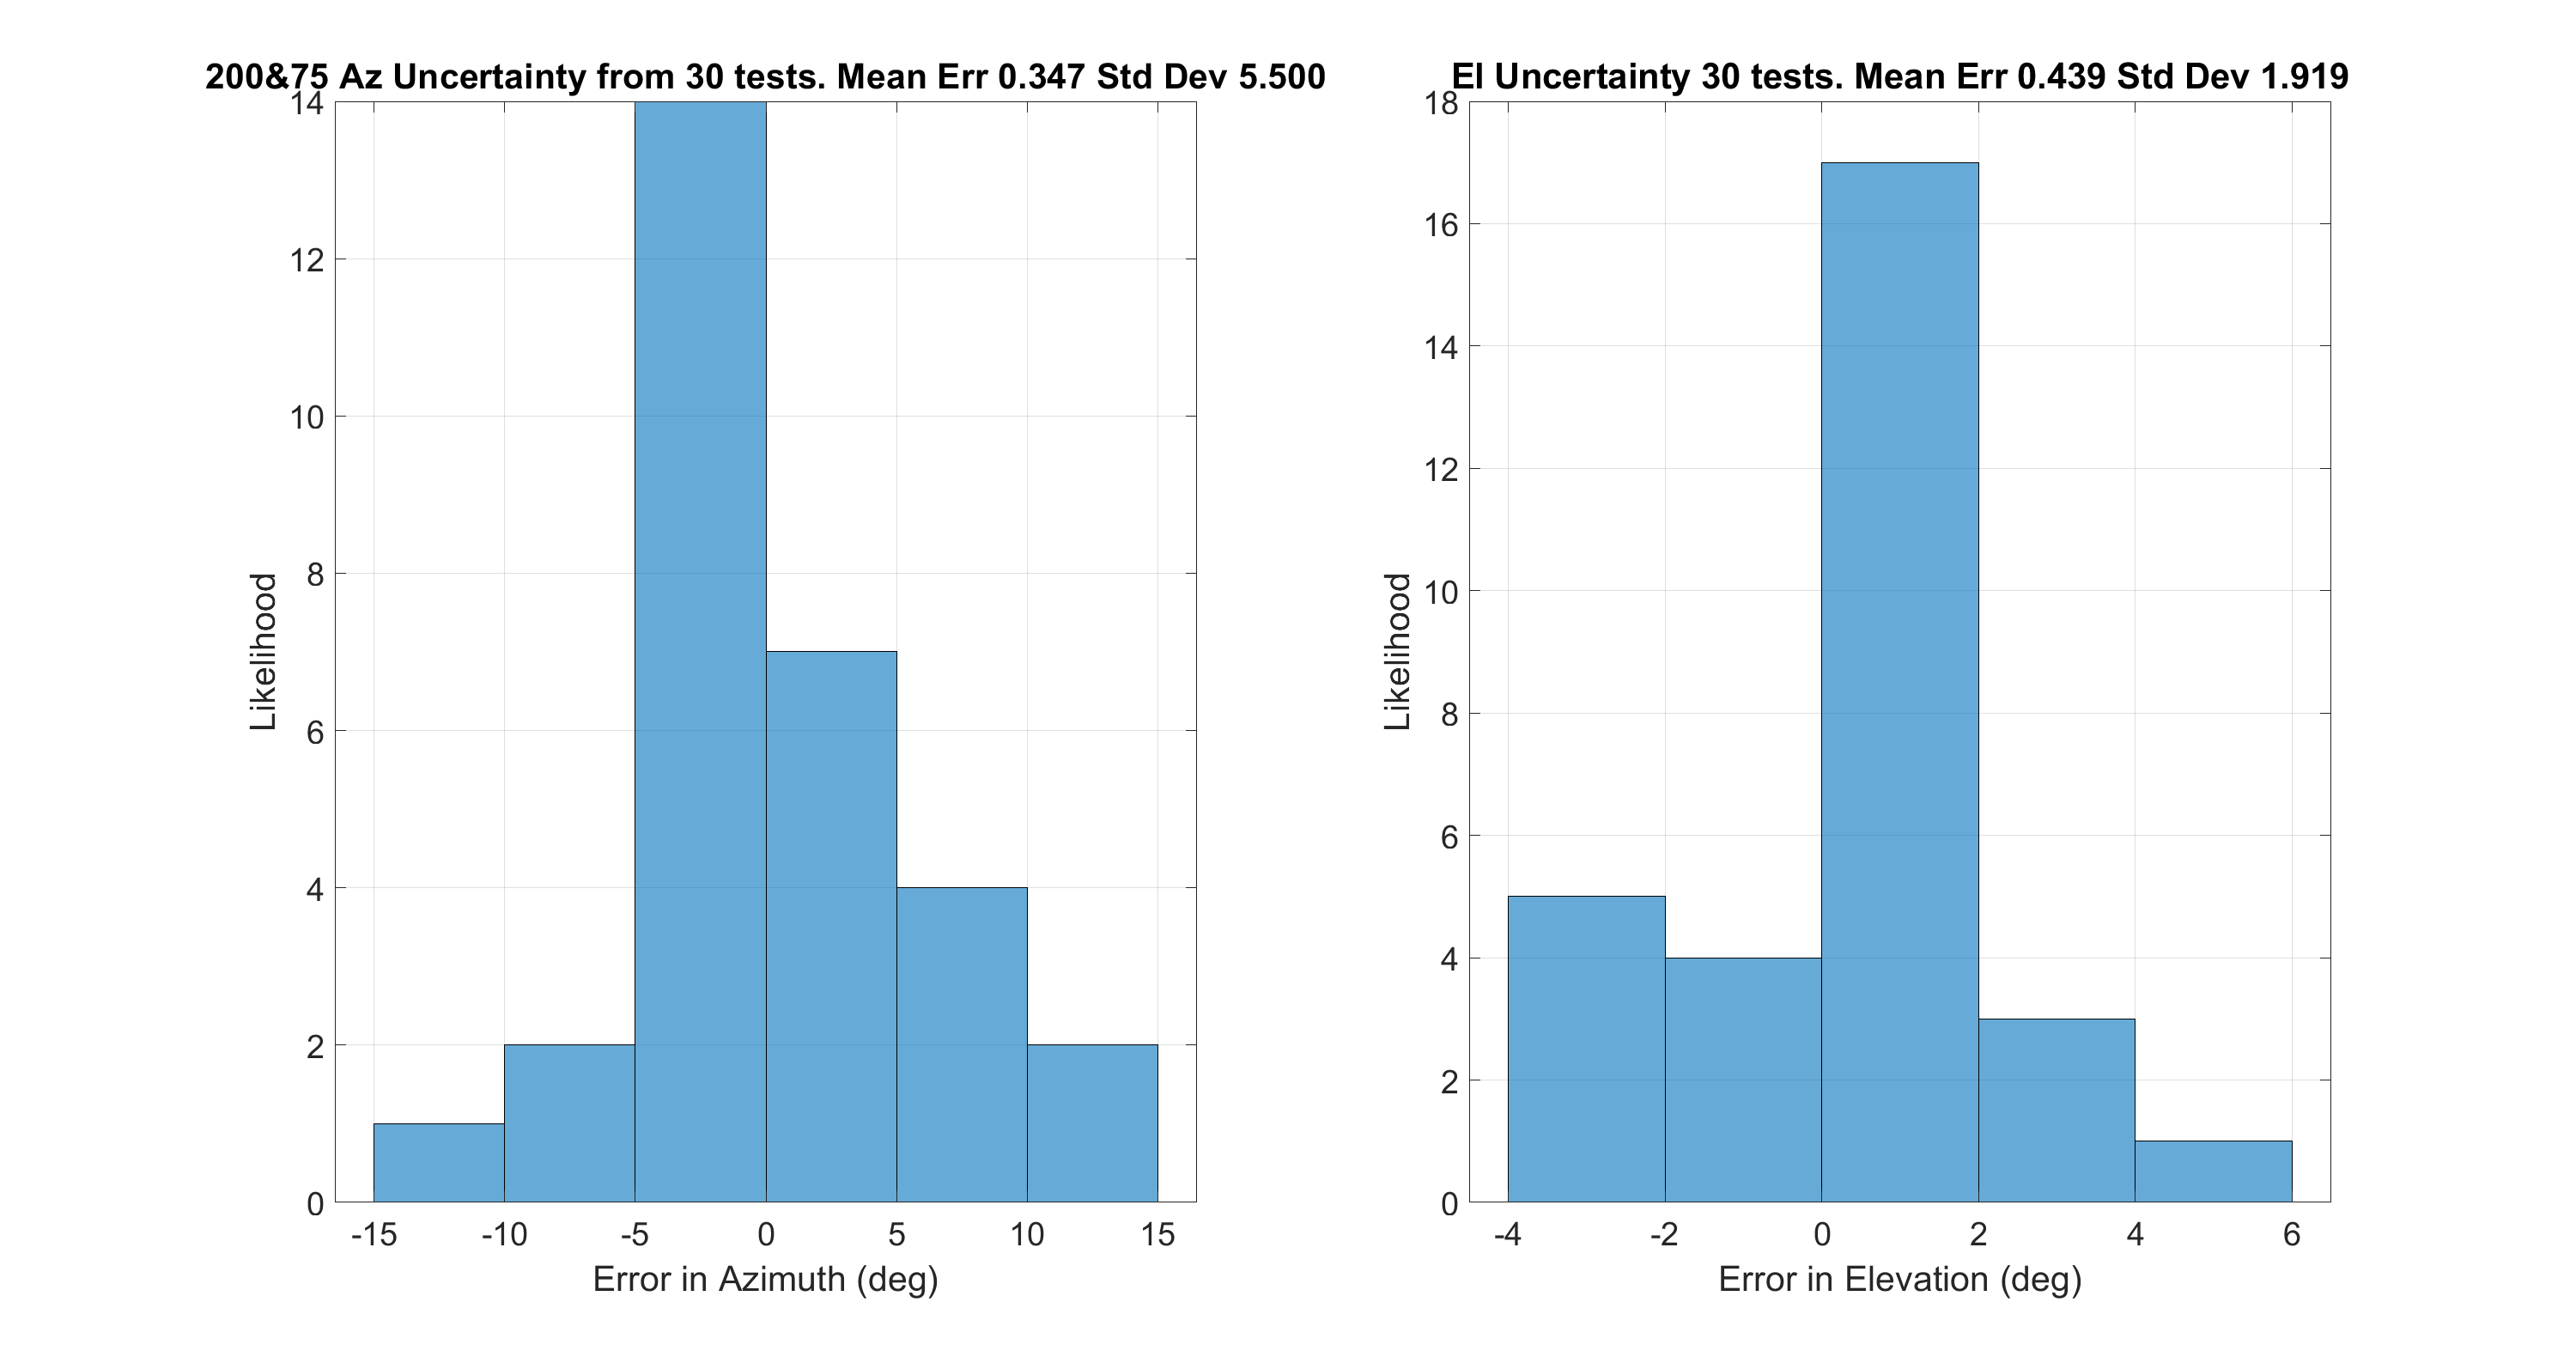 200&75 Az Uncertainty from 30 tests. Mean Err 0.347 Std Dev 5.500
14
12
10
8
6
4
2
0
Likelihood
-15 -10 -5 0 5 10 15
Error in Azimuth (deg)
El Uncertainty 30 tests. Mean Err 0.439 Std Dev 1.919
18
16
14
12
10
8
6
4
2
0
Likelihood
-4 -2 0 2 4 6
Error in Elevation (deg)